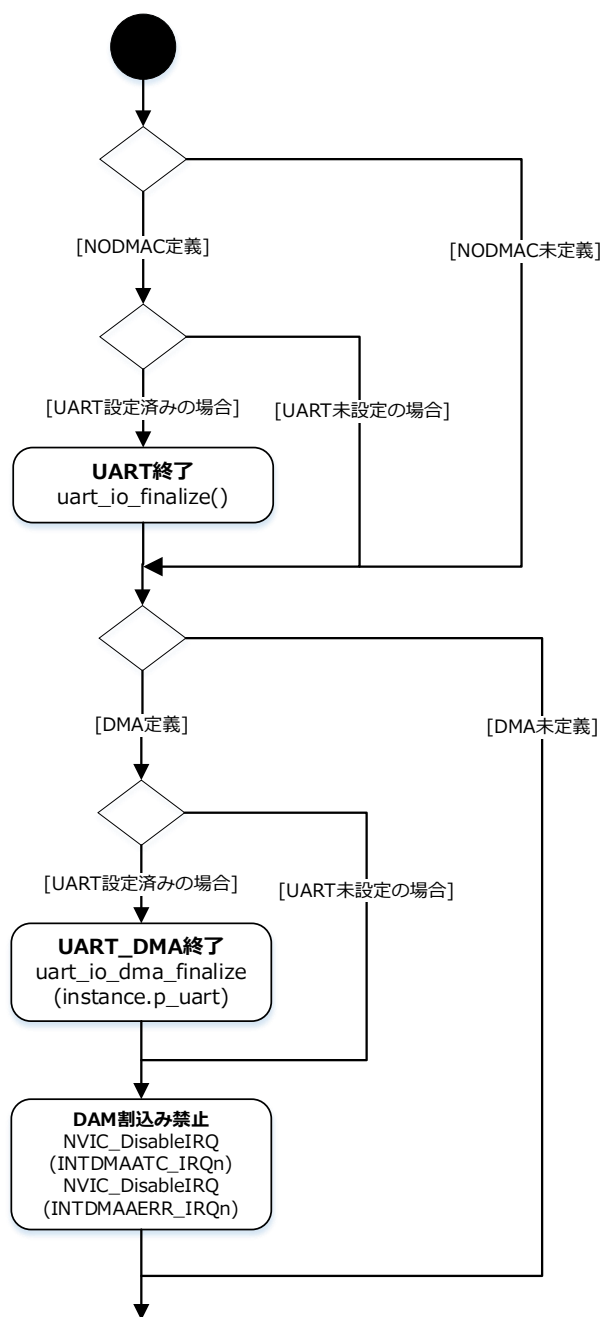 [NODMAC定義]
[NODMAC未定義]
[UART設定済みの場合]
[UART未設定の場合]
UART終了
uart_io_finalize()
[DMA定義]
[DMA未定義]
[UART設定済みの場合]
[UART未設定の場合]
UART_DMA終了
uart_io_dma_finalize
(instance.p_uart)
DAM割込み禁止
NVIC_DisableIRQ
(INTDMAATC_IRQn)
NVIC_DisableIRQ
(INTDMAAERR_IRQn)